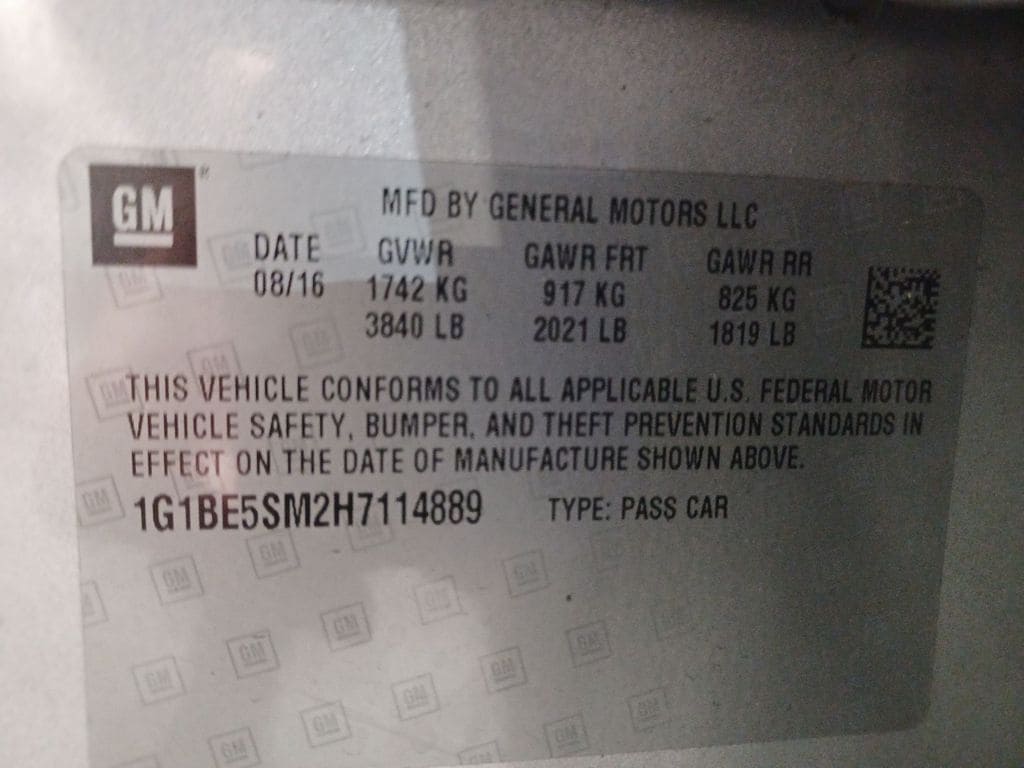 GM
MFD BY GENERAL MOTORS LLC
DATE GVWR GAWR FRT GAWR RR
08/16 1742 KG 917 KG 825 KG
3840 LB 2021 LB 1819 LB
THIS VEHICLE CONFORMS TO ALL APPLICABLE U.S. FEDERAL MOTOR
VEHICLE SAFETY, BUMPER, AND THEFT PREVENTION STANDARDS IN
EFFECT ON THE DATE OF MANUFACTURE SHOWN ABOVE.
1G1BE5SM2H7114889 TYPE: PASS CAR